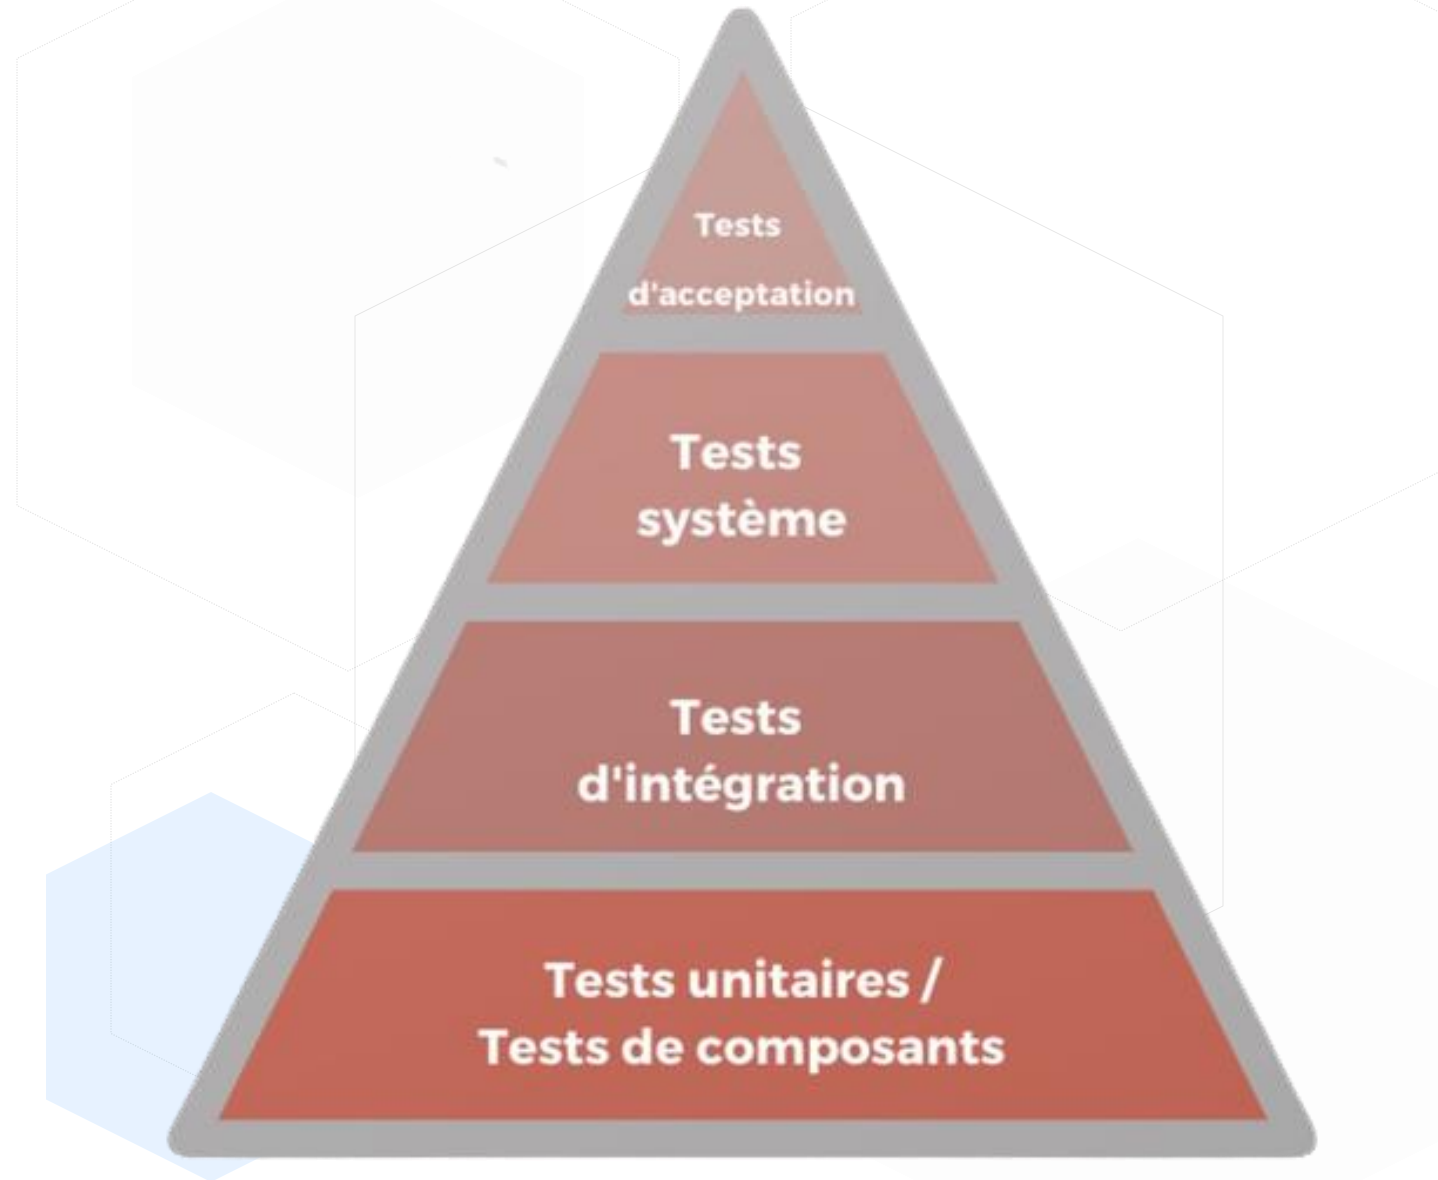 Tests
d'acceptation
Tests
système
Tests
d'intégration
Tests unitaires /
Tests de composants